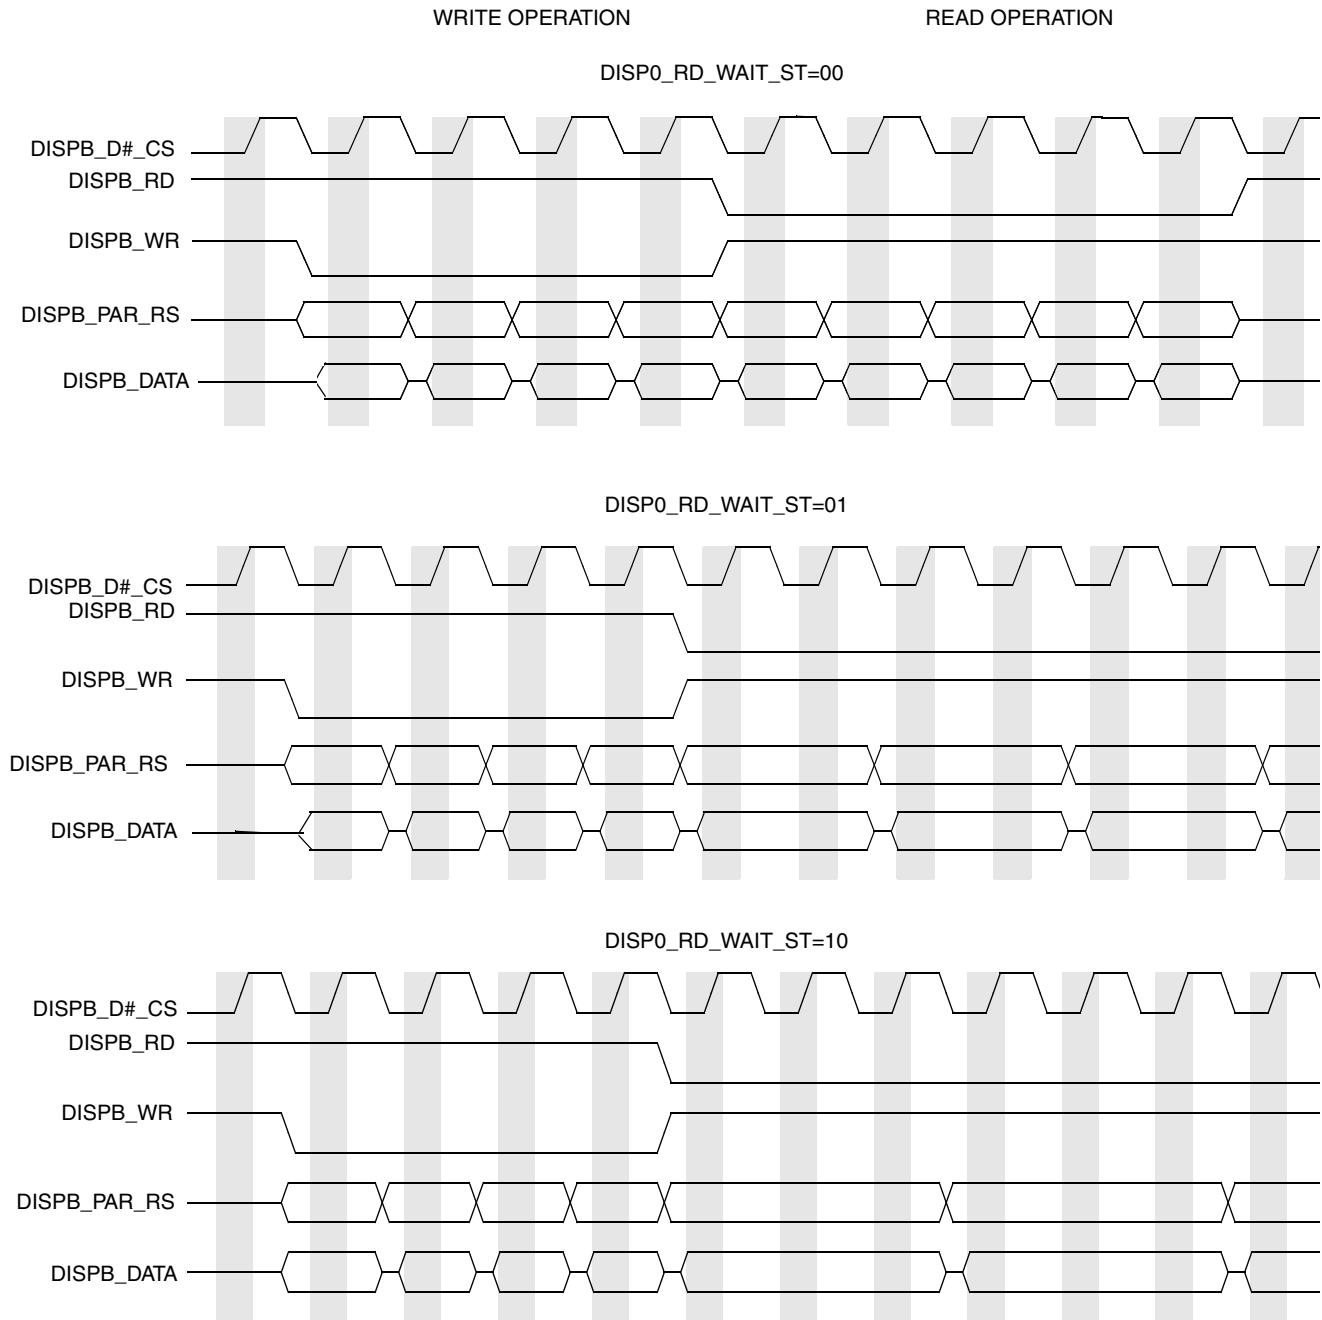 WRITE OPERATION
READ OPERATION
DISP0_RD_WAIT_ST=00
DISPB_D#_CS
DISPB_RD
DISPB_WR
DISPB_PAR_RS
DISPB_DATA
DISP0_RD_WAIT_ST=01
DISPB_D#_CS
DISPB_RD
DISPB_WR
DISPB_PAR_RS
DISPB_DATA
DISP0_RD_WAIT_ST=10
DISPB_D#_CS
DISPB_RD
DISPB_WR
DISPB_PAR_RS
DISPB_DATA